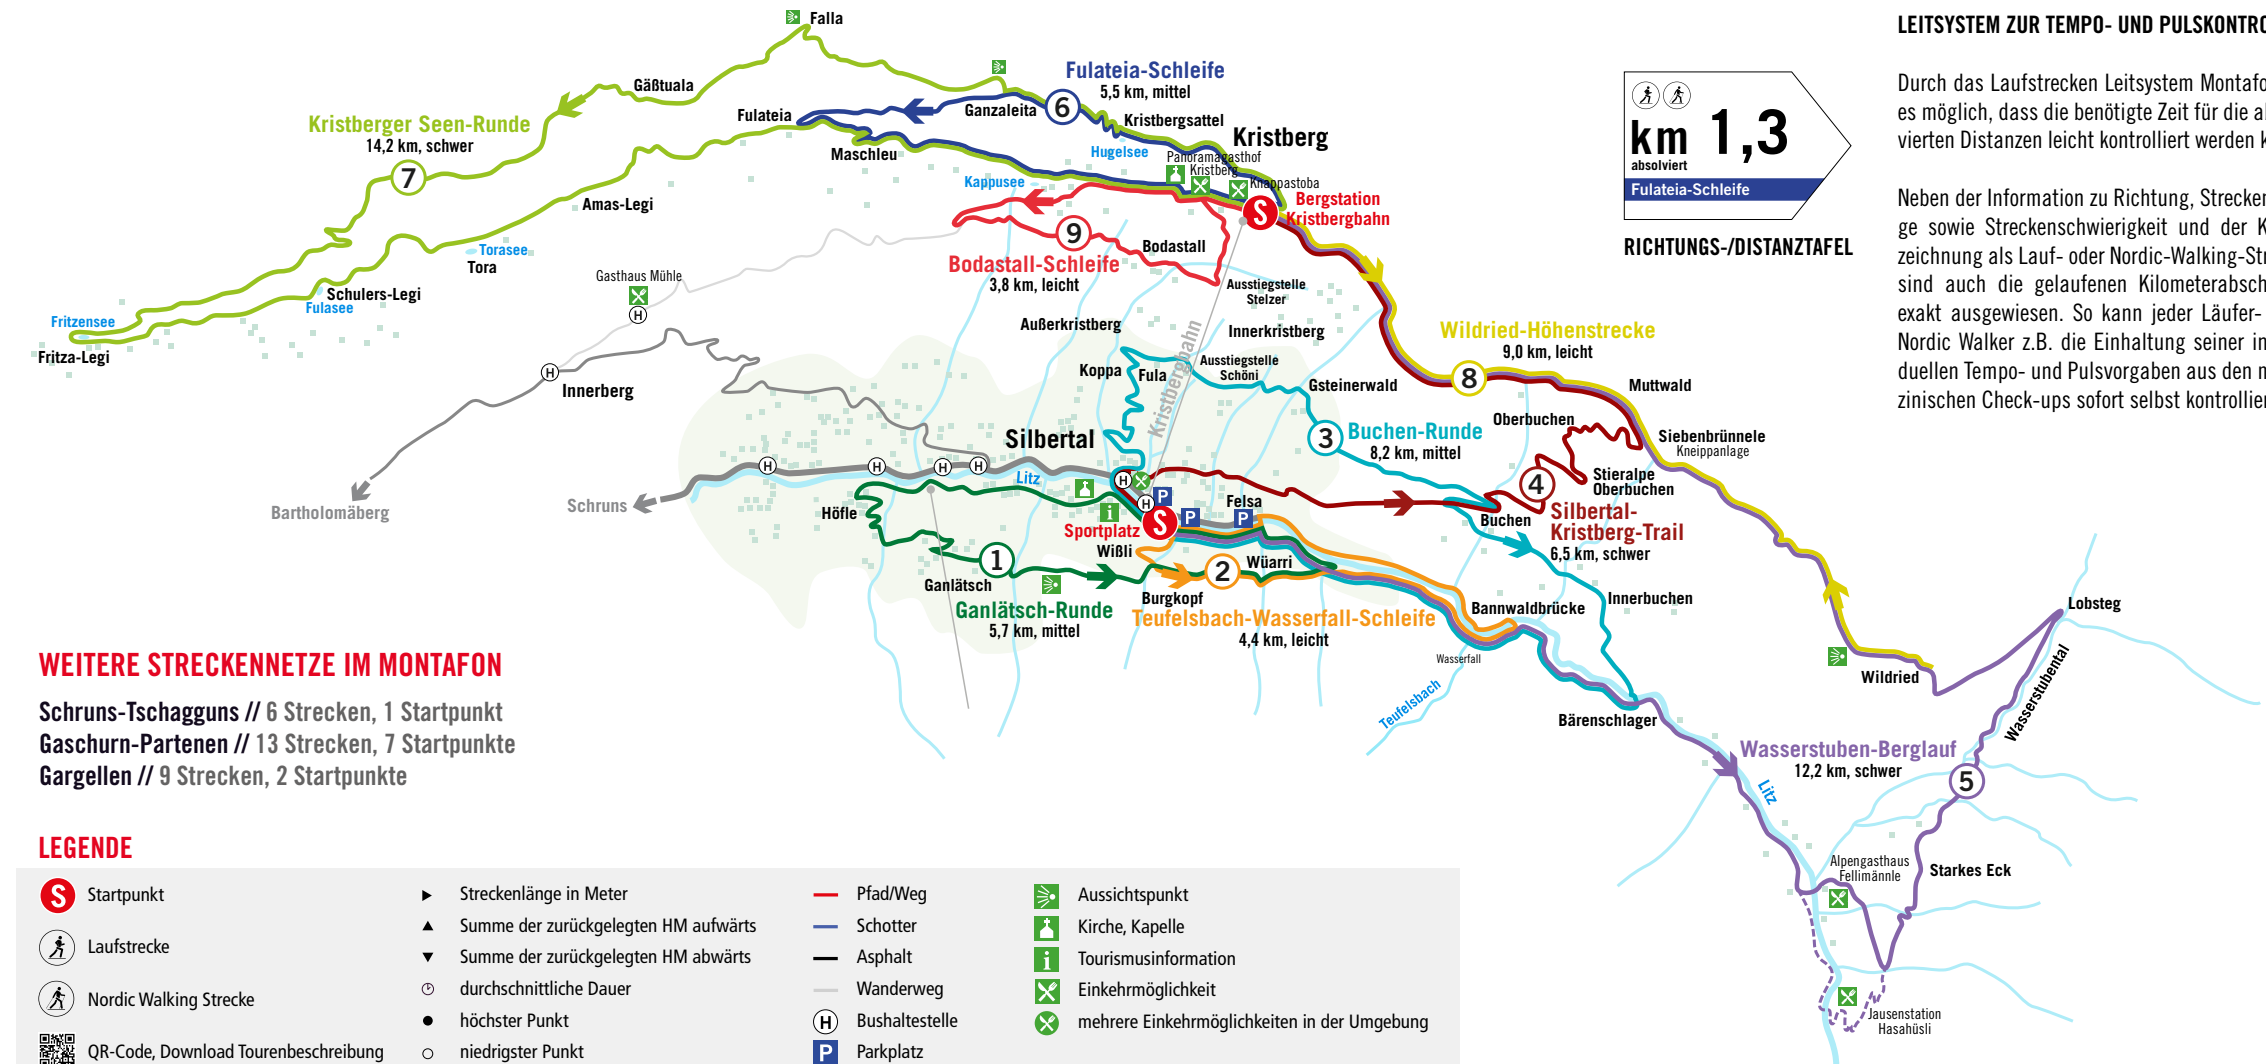 Falla
Gäßtuala
Fulateia-Schleife
5,5 km, mittel
6
Ganzaleita
Kristbergsattel
Fulateia
Kristberger Seen-Runde
14,2 km, schwer
7
Maschleu
Hugelsee
Kristberg
Panoramagasthof
Kristberg
Knappastoba
Kappusee
S
Bergstation
Kristbergbahn
Amas-Legi
9
Bodastall
Torasee
Tora
Bodastall-Schleife
3,8 km, leicht
Gasthaus Mühle
H
Schulers-Legi
Fulasee
Fritzensee
Fritza-Legi
Ausstiegstelle
Stelzer
Außerkristberg
Innerkristberg
Kristbergbahn
Wildried-Höhenstrecke
9,0 km, leicht
8
Muttwald
Koppa
Fula
Ausstiegstelle
Schöni
Gsteinerwald
H
Innerberg
Oberbuchen
3
Buchen-Runde
8,2 km, mittel
Siebenbrünnele
Kneippanlage
Silbertal
H
H
H
H
H
H
Litz
4
Stieralpe
Oberbuchen
Bartholomäberg
Schruns
Höfle
i
P
P
P
Felsa
Sportplatz
S
Buchen
Silbertal-
Kristberg-Trail
6,5 km, schwer
Wißli
1
Ganlätsch
2
Wüarri
Burgkopf
Ganlätsch-Runde
5,7 km, mittel
Teufelsbach-Wasserfall-Schleife
4,4 km, leicht
Bannwaldbrücke
Innerbuchen
Lobsteg
Wasserfall
Teufelsbach
Wildried
Wasserstubental
Bärenschlager
Wasserstuben-Berglauf
12,2 km, schwer
5
Litz
Alpengasthaus
Fellimännle
Starkes Eck
Jausenstation
Hasahüsli
km 1,3
absolviert
Fulateia-Schleife
RICHTUNGS-/DISTANZTAFEL
LEITSYSTEM ZUR TEMPO- UND PULSKONTRO
Durch das Laufstrecken Leitsystem Montafo
es möglich, dass die benötigte Zeit für die a
vierten Distanzen leicht kontrolliert werden k
Neben der Information zu Richtung, Strecken
ge sowie Streckenschwierigkeit und der K
zeichnung als Lauf- oder Nordic-Walking-Str
sind auch die gelaufenen Kilometerabsch
exakt ausgewiesen. So kann jeder Läufer-
Nordic Walker z.B. die Einhaltung seiner in
duellen Tempo- und Pulsvorgaben aus den m
zinischen Check-ups sofort selbst kontrollier
WEITERE STRECKENNETZE IM MONTAFON
Schruns-Tschagguns // 6 Strecken, 1 Startpunkt
Gaschurn-Partenen // 13 Strecken, 7 Startpunkte
Gargellen // 9 Strecken, 2 Startpunkte
LEGENDE
S Startpunkt
Laufstrecke
Nordic Walking Strecke
QR-Code, Download Tourenbeschreibung
Streckenlänge in Meter
Summe der zurückgelegten HM aufwärts
Summe der zurückgelegten HM abwärts
durchschnittliche Dauer
höchster Punkt
niedrigster Punkt
Pfad/Weg
Schotter
Asphalt
Wanderweg
H Bushaltestelle
P Parkplatz
Aussichtspunkt
Kirche, Kapelle
i Tourismusinformation
Einkehrmöglichkeit
mehrere Einkehrmöglichkeiten in der Umgebung